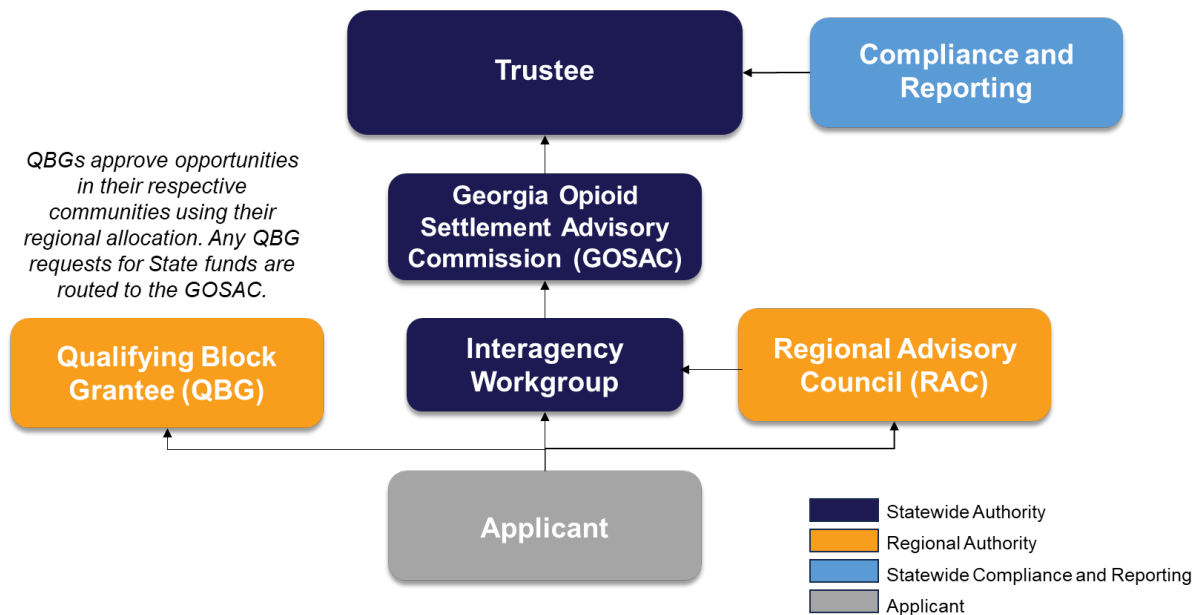 Trustee
Compliance and
Reporting
QBGs approve opportunities
in their respective
communities using their
regional allocation. Any QBG
requests for State funds are
routed to the GOSAC.
Georgia Opioid
Settlement Advisory
Commission (GOSAC)
Qualifying Block
Grantee (QBG)
Interagency
Workgroup
Regional Advisory
Council (RAC)
Applicant
Statewide Authority
Regional Authority
Statewide Compliance and Reporting
Applicant